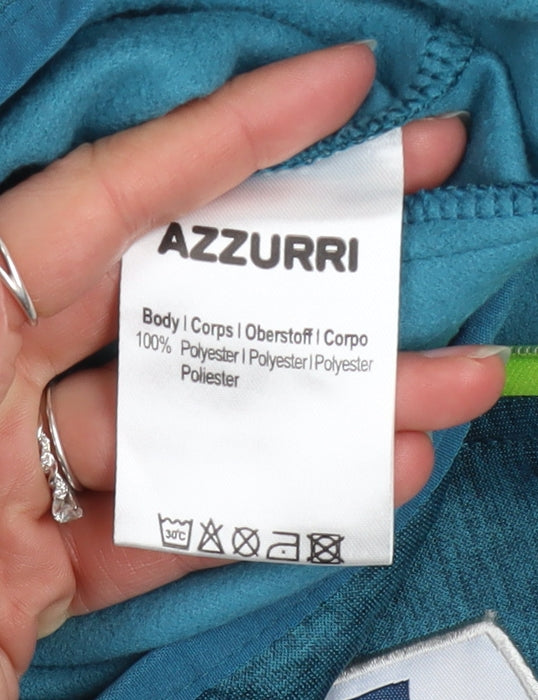 AZZURRI
Body | Corps | Oberstoff | Corpo
100% Polyester | Polyester | Polyester
Poliester
30°C